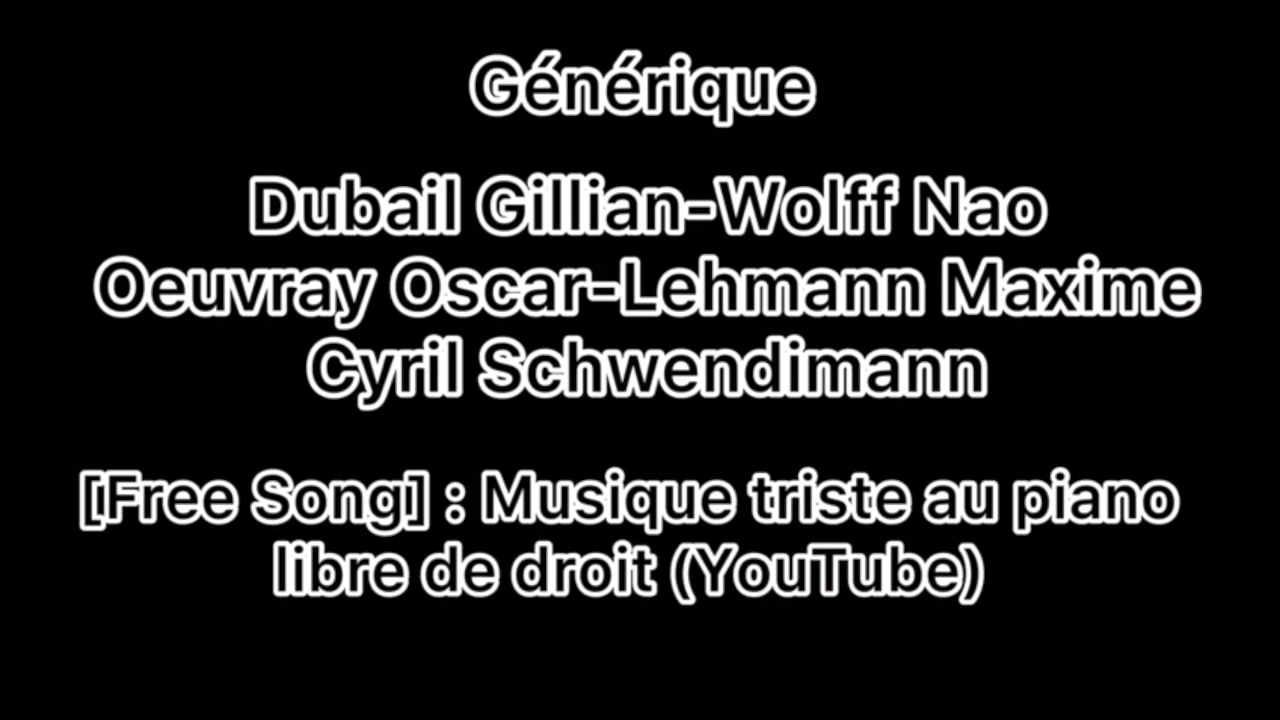 Générique
Dubail Gillian-Wolff Nao
Oeuvray Oscar-Lehmann Maxime
Cyril Schwendimann
[Free Song] : Musique triste au piano
libre de droit (YouTube)